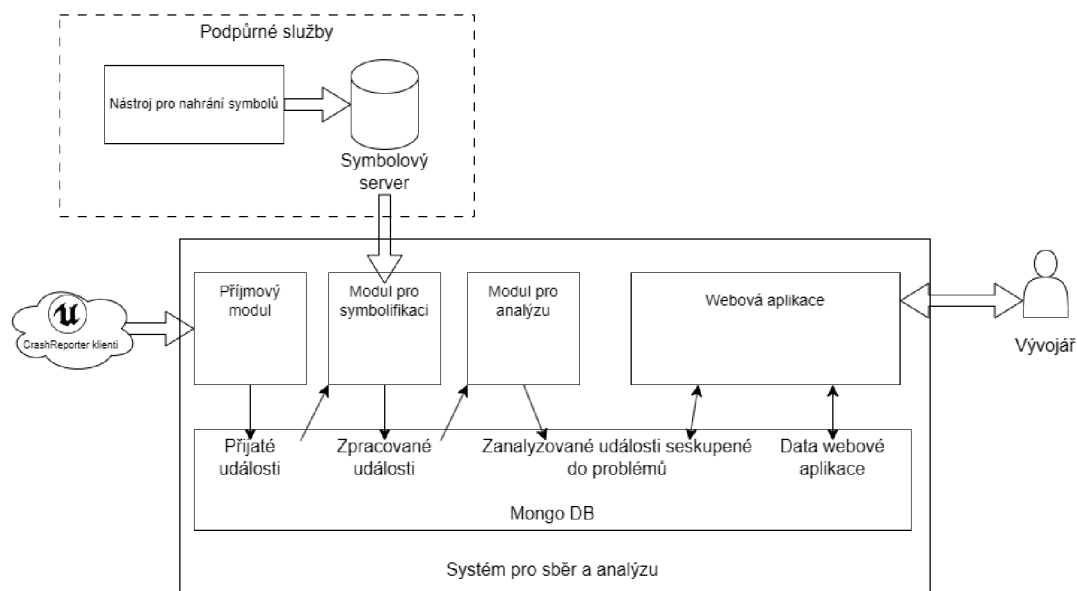 Podpůrné služby
Nástroj pro nahrání symbolů
Symbolový
server
Příjmový
modul
Modul pro
symbolifikaci
Modul pro
analýzu
Webová aplikace
CrashReporter klienti
Vývojář
Přijaté
události
Zpracované
události
Zanalyzované události seskupené
do problémů
Data webové
aplikace
Mongo DB
Systém pro sběr a analýzu